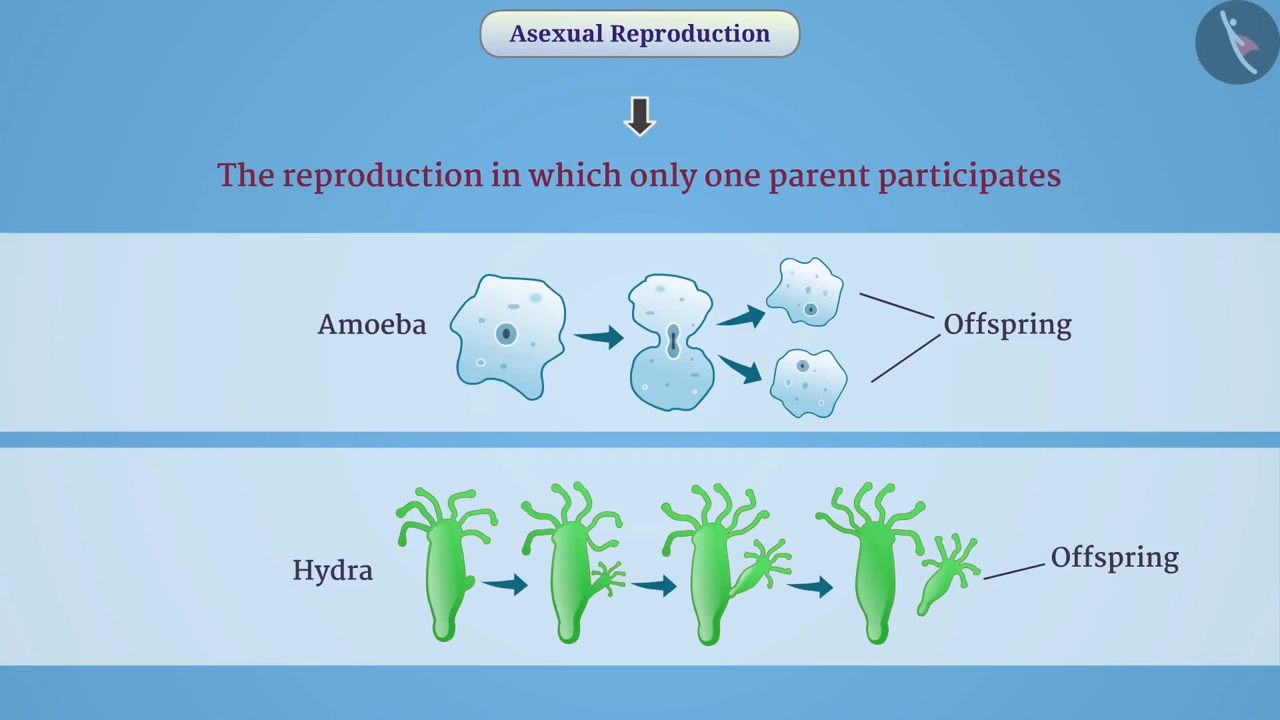 Asexual Reproduction
The reproduction in which only one parent participates
Amoeba
Offspring
Hydra
Offspring